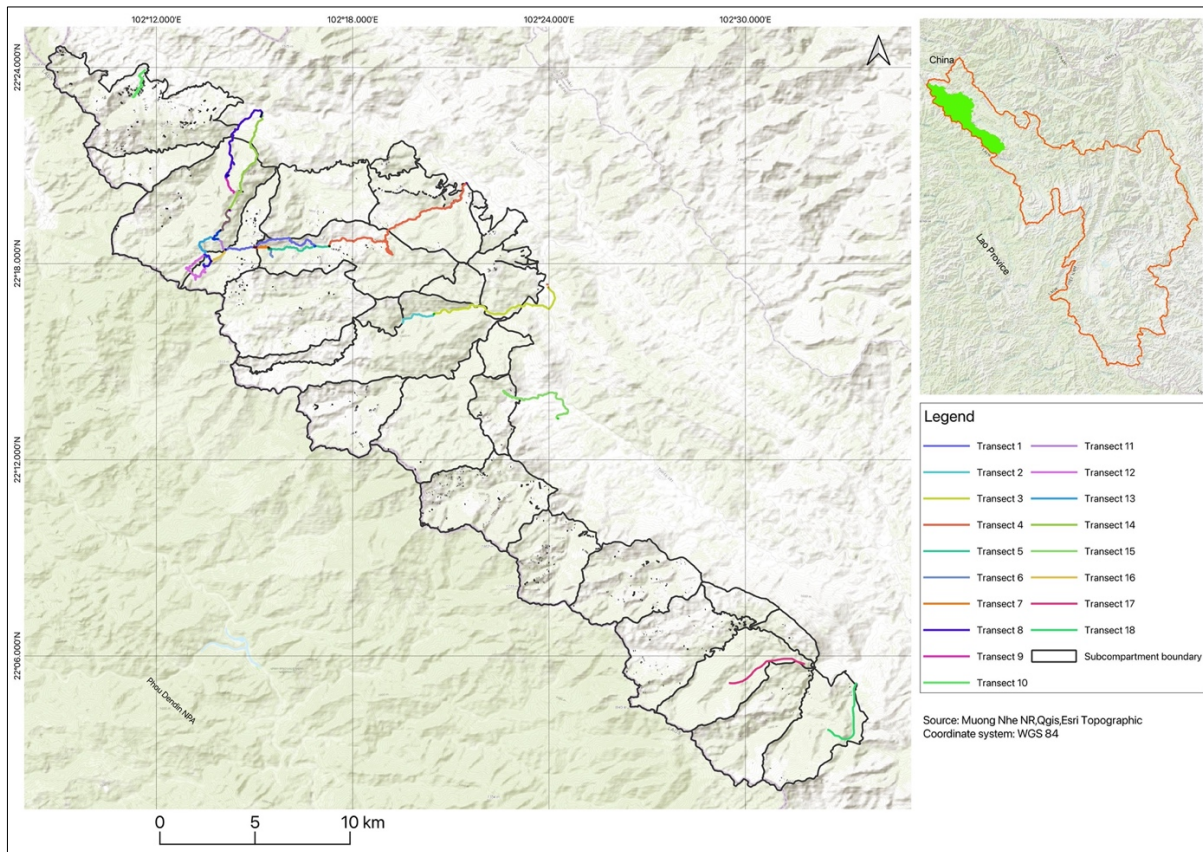 102°12.000'E
102°18.000'E
102°24.000'E
102°30.000'E
22°24.000'N
22°18.000'N
22°12.000'N
22°06.000'N
Phou Dendin NPA
0 5 10 km
China
Lao Provice
Legend
Transect 1
Transect 2
Transect 3
Transect 4
Transect 5
Transect 6
Transect 7
Transect 8
Transect 9
Transect 10
Transect 11
Transect 12
Transect 13
Transect 14
Transect 15
Transect 16
Transect 17
Transect 18
Subcompartment boundary
Source: Muong Nhe NR,Qgis,Esri Topographic
Coordinate system: WGS 84